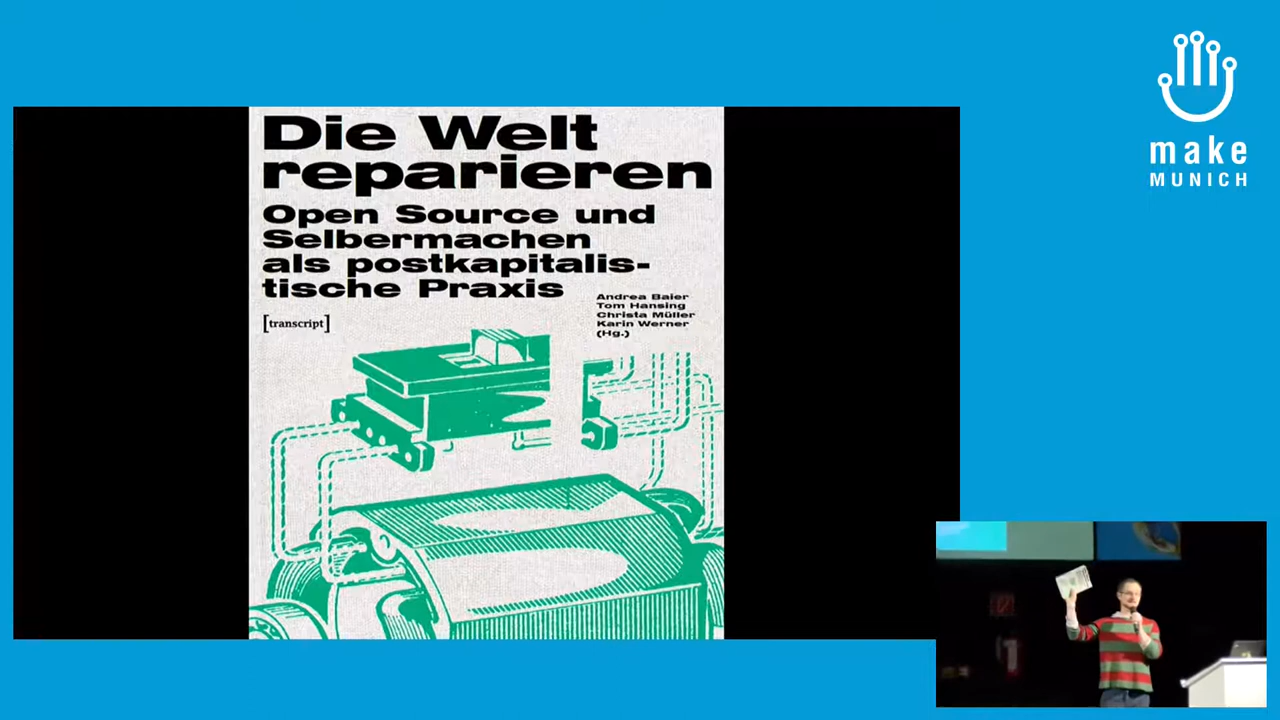 Die Welt
reparieren
Open Source und
Selbermachen
als postkapitalis-
tische Praxis
Andrea Baier
Tom Hansing
Christa Müller
Karin Werner
(Hg.)
[transcript]
make
MUNICH